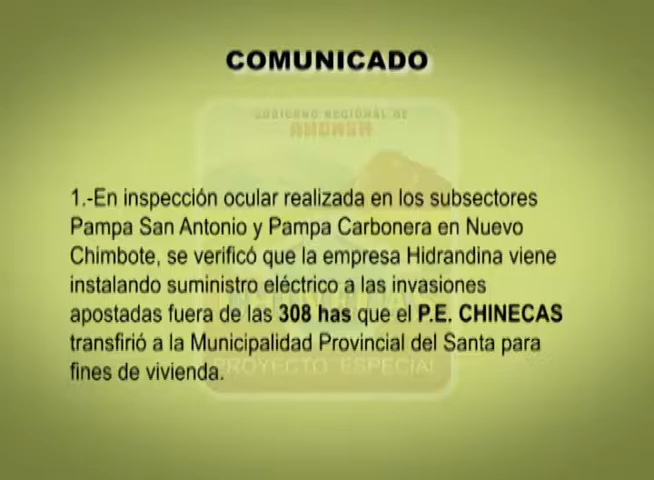 COMUNICADO
GOBIERNO REGIONAL DE
ANCASH
1.-En inspección ocular realizada en los subsectores
Pampa San Antonio y Pampa Carbonera en Nuevo
Chimbote, se verificó que la empresa Hidrandina viene
instalando suministro eléctrico a las invasiones
apostadas fuera de las 308 has que el P.E. CHINECAS
transfirió a la Municipalidad Provincial del Santa para
PROYECTO ESPECIAL
fines de vivienda.